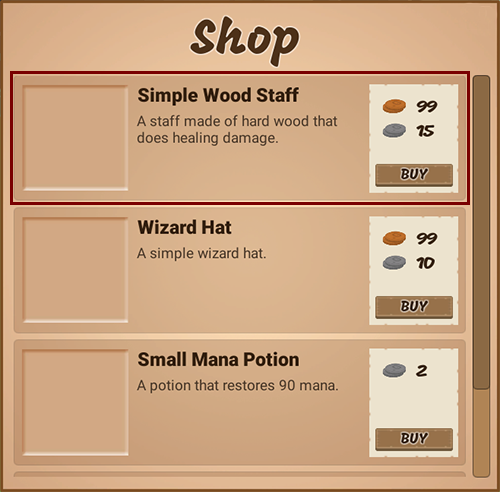 Shop
Simple Wood Staff
A staff made of hard wood that
does healing damage.
99
15
BUY
Wizard Hat
A simple wizard hat.
99
10
BUY
Small Mana Potion
A potion that restores 90 mana.
2
BUY